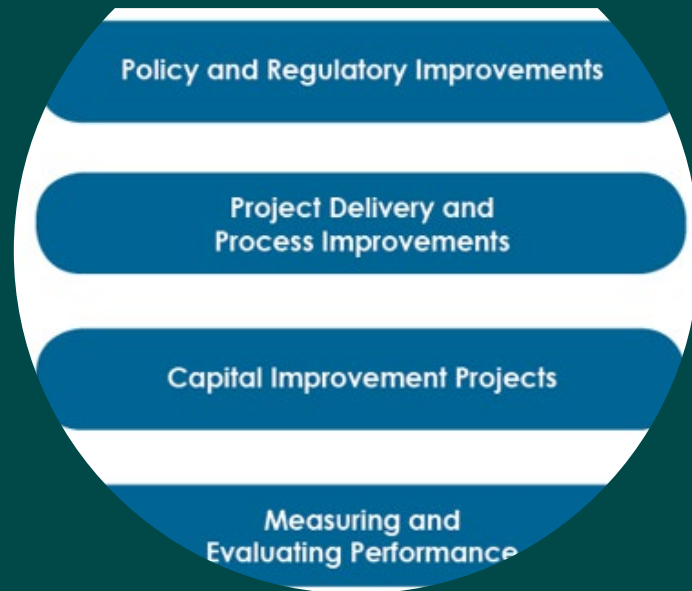 Policy and Regulatory Improvements
Project Delivery and
Process Improvements
Capital Improvement Projects
Measuring and
Evaluating Performance